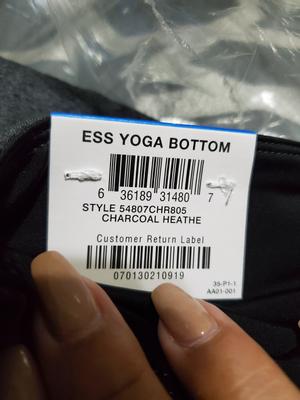 ESS YOGA BOTTOM
6 36189 31480 7
STYLE 54807CHR805
CHARCOAL HEATHE
Customer Return Label
070130210919
35-P1-1
AA01-001